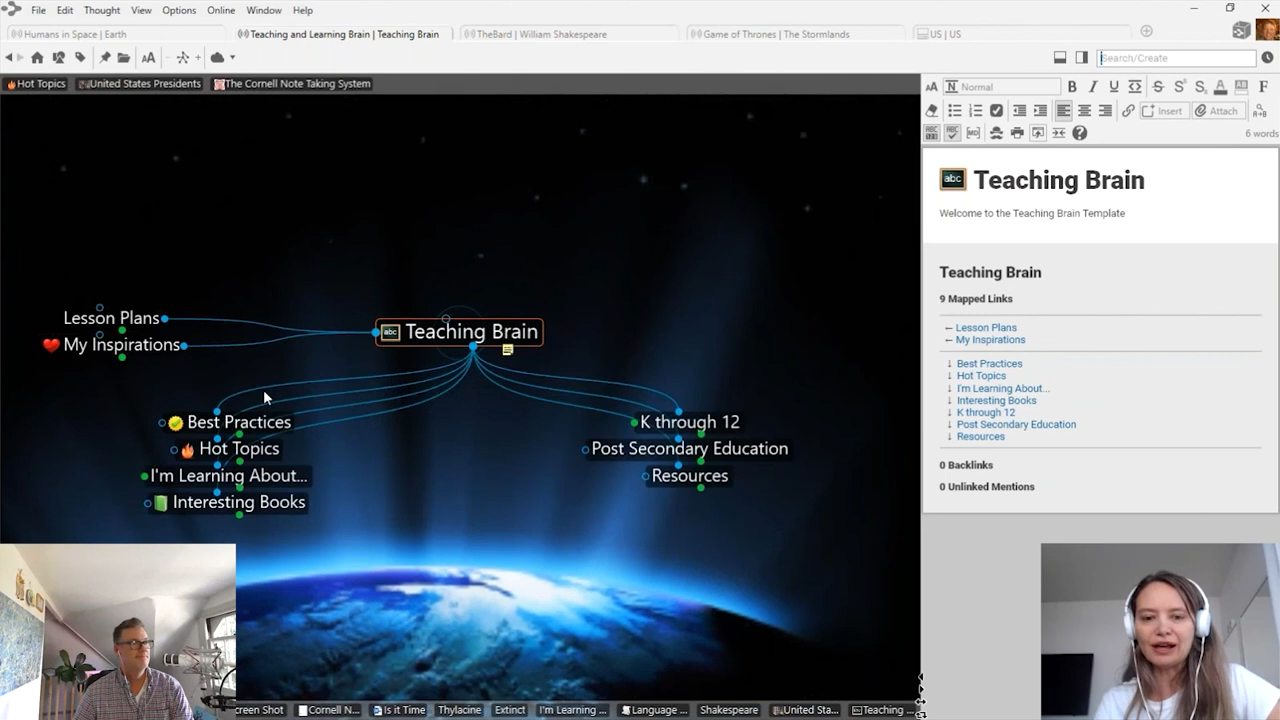 File Edit Thought View Options Online Window Help
Humans in Space | Earth
Teaching and Learning Brain | Teaching Brain
TheBard | William Shakespeare
Game of Thrones | The Stormlands
US | US
Search/Create
Hot Topics
United States Presidents
The Cornell Note Taking System
Normal
Insert
Attach
6 words
Teaching Brain
Welcome to the Teaching Brain Template
Teaching Brain
9 Mapped Links
← Lesson Plans
← My Inspirations
↓ Best Practices
↓ Hot Topics
↓ I'm Learning About...
↓ Interesting Books
↓ K through 12
↓ Post Secondary Education
↓ Resources
0 Backlinks
0 Unlinked Mentions
Lesson Plans
My Inspirations
abc Teaching Brain
Best Practices
Hot Topics
I'm Learning About...
Interesting Books
K through 12
Post Secondary Education
Resources
creen Shot
Cornell N...
Is it Time
Thylacine
Extinct
I'm Learning ...
Language ...
Shakespeare
United Sta...
Teaching ...